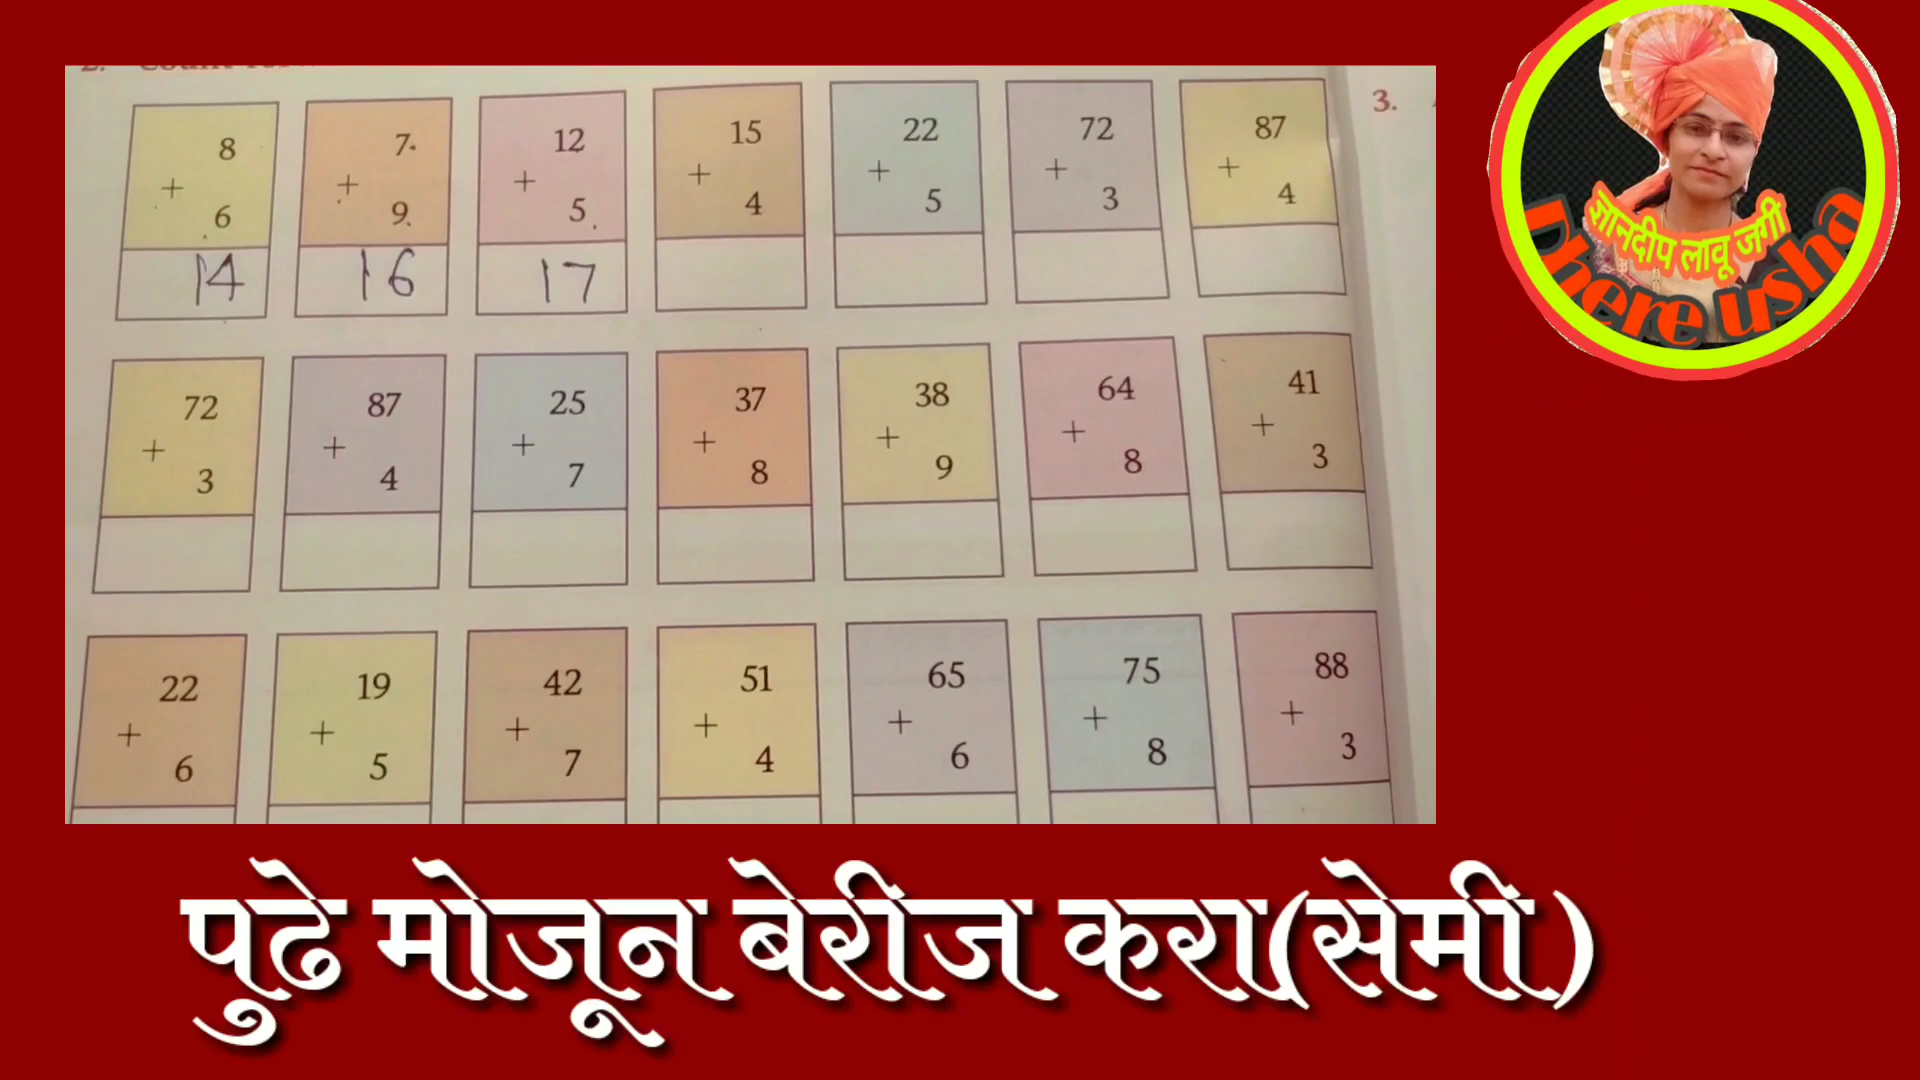 3.
8 7 12 15 22 72 87
+ + + + + + +
6 9 5 4 5 3 4
14 16 17
72 87 25 37 38 64 41
+ + + + + + +
3 4 7 8 9 8 3
22 19 42 51 65 75 88
+ + + + + + +
6 5 7 4 6 8 3
ज्ञानदीप लावू जगी
Dhere usha
पुढे मोजून बेरीज करा(सेमी)